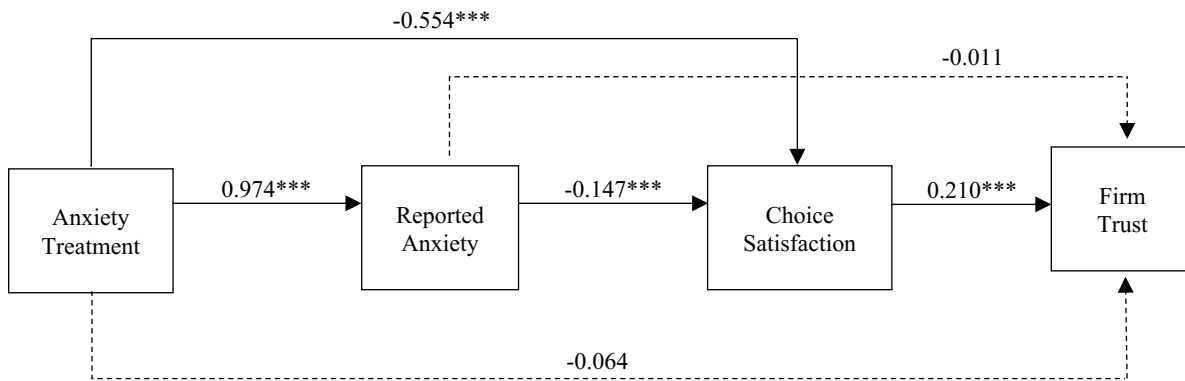 -0.554***
-0.011
Anxiety
Treatment
0.974***
Reported
Anxiety
-0.147***
Choice
Satisfaction
0.210***
Firm
Trust
-0.064